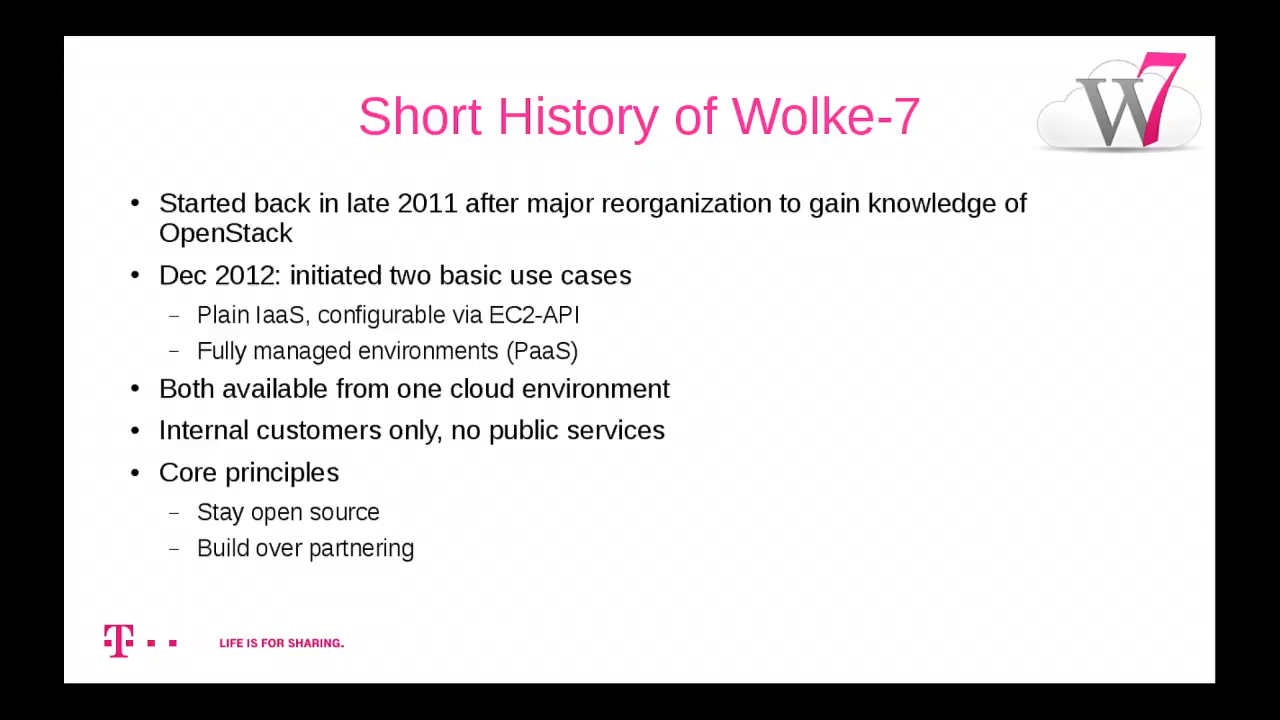 W7
Short History of Wolke-7
• Started back in late 2011 after major reorganization to gain knowledge of
OpenStack
• Dec 2012: initiated two basic use cases
– Plain IaaS, configurable via EC2-API
– Fully managed environments (PaaS)
• Both available from one cloud environment
• Internal customers only, no public services
• Core principles
– Stay open source
– Build over partnering
T LIFE IS FOR SHARING.